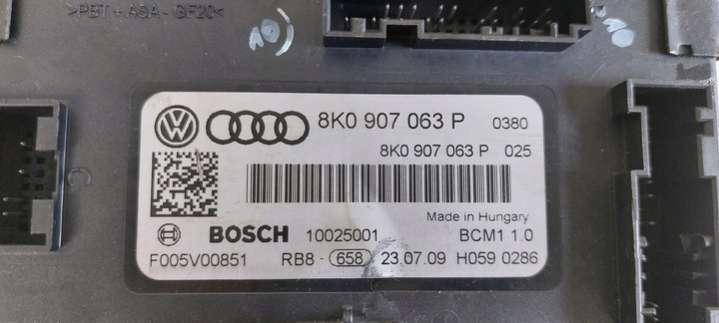 >PBT+ASA-GF20<
8K0 907 063 P 0380
8K0 907 063 P 025
Made in Hungary
BOSCH 10025001 BCM1 1.0
F005V00851 RB8- 658 23.07.09 H059 0286